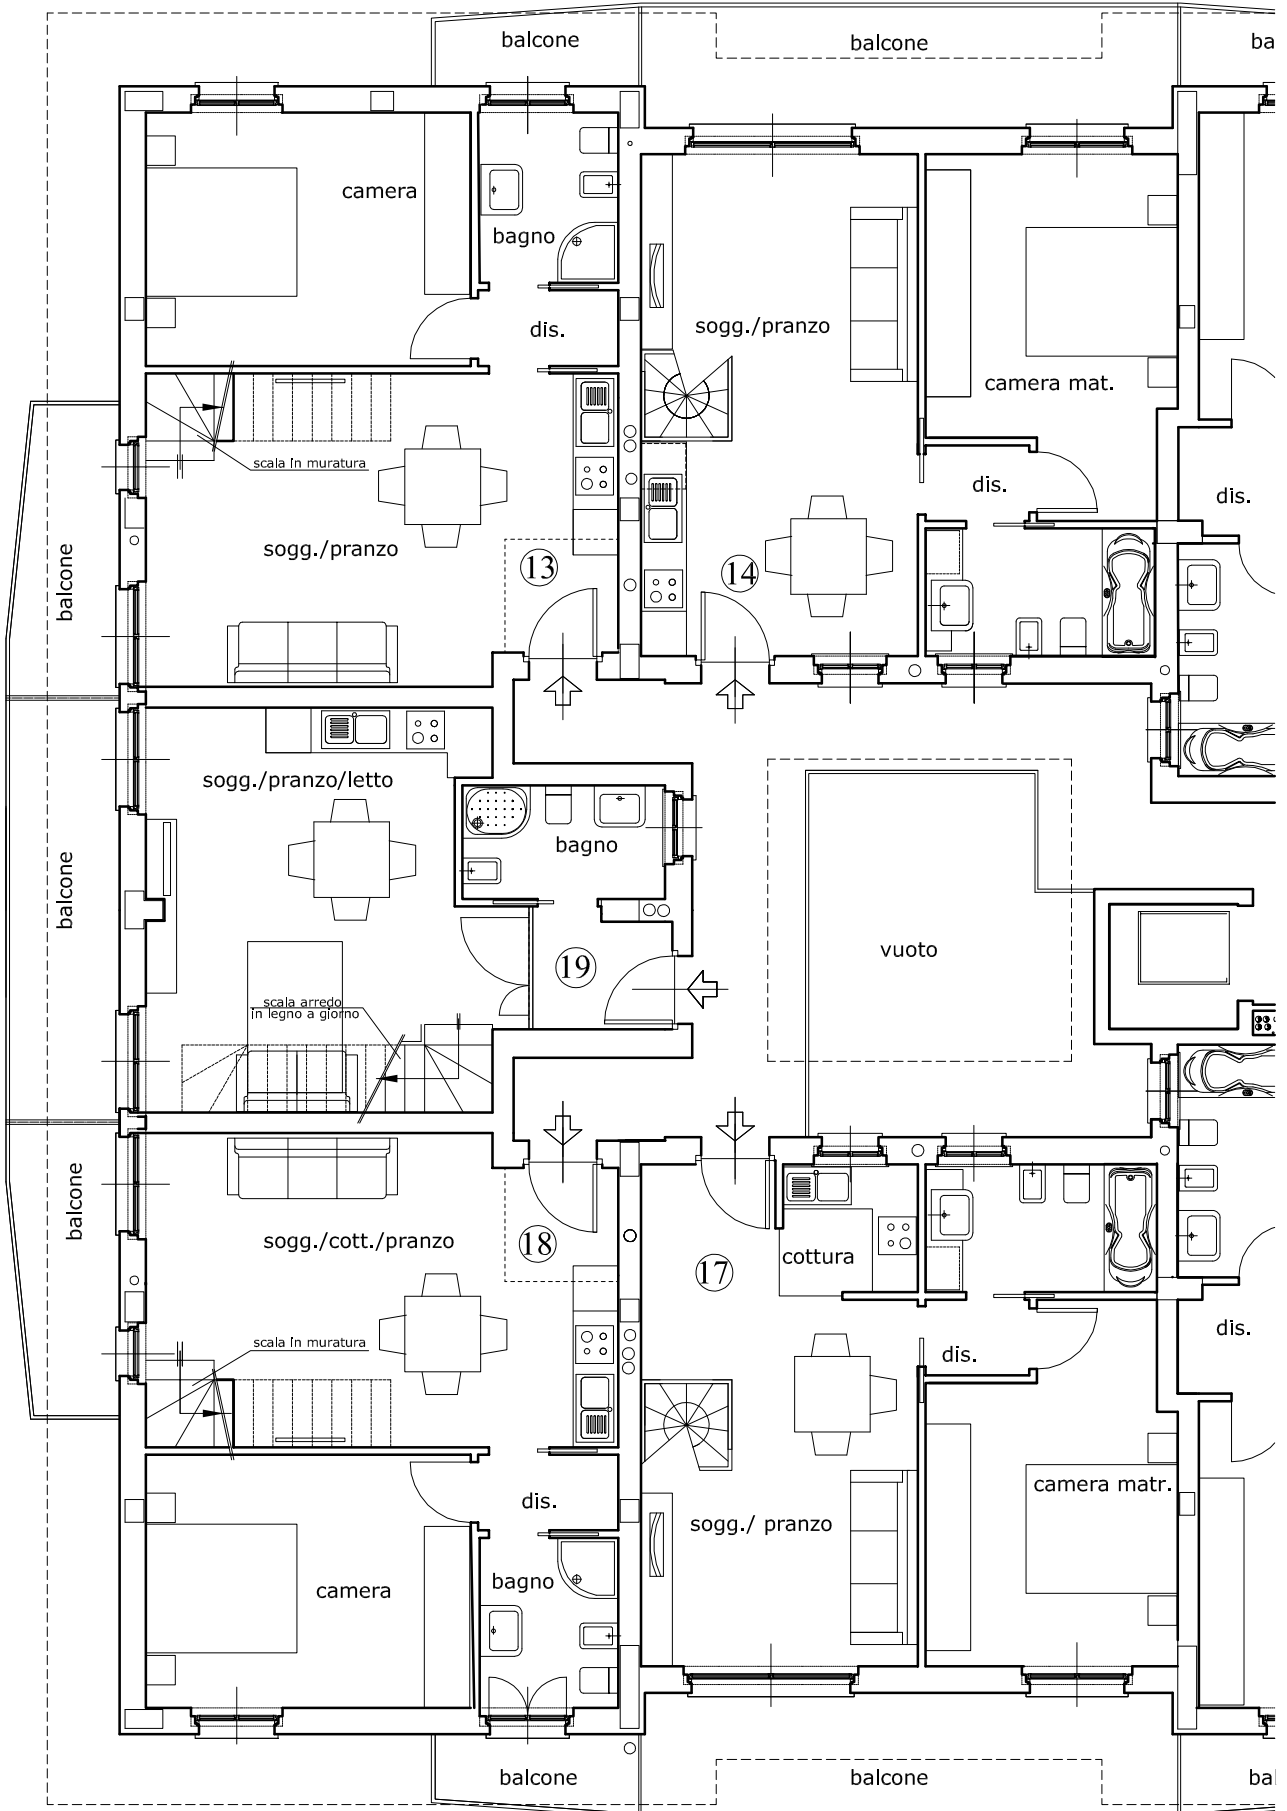 balcone
balcone
ba
camera
bagno
dis.
sogg./pranzo
camera mat.
scala in muratura
dis.
dis.
sogg./pranzo
13
14
balcone
sogg./pranzo/letto
bagno
balcone
19
vuoto
scala arredo
in legno a giorno
balcone
sogg./cott./pranzo
18
17
cottura
scala in muratura
dis.
dis.
dis.
camera matr.
sogg./ pranzo
bagno
camera
balcone
balcone
bal